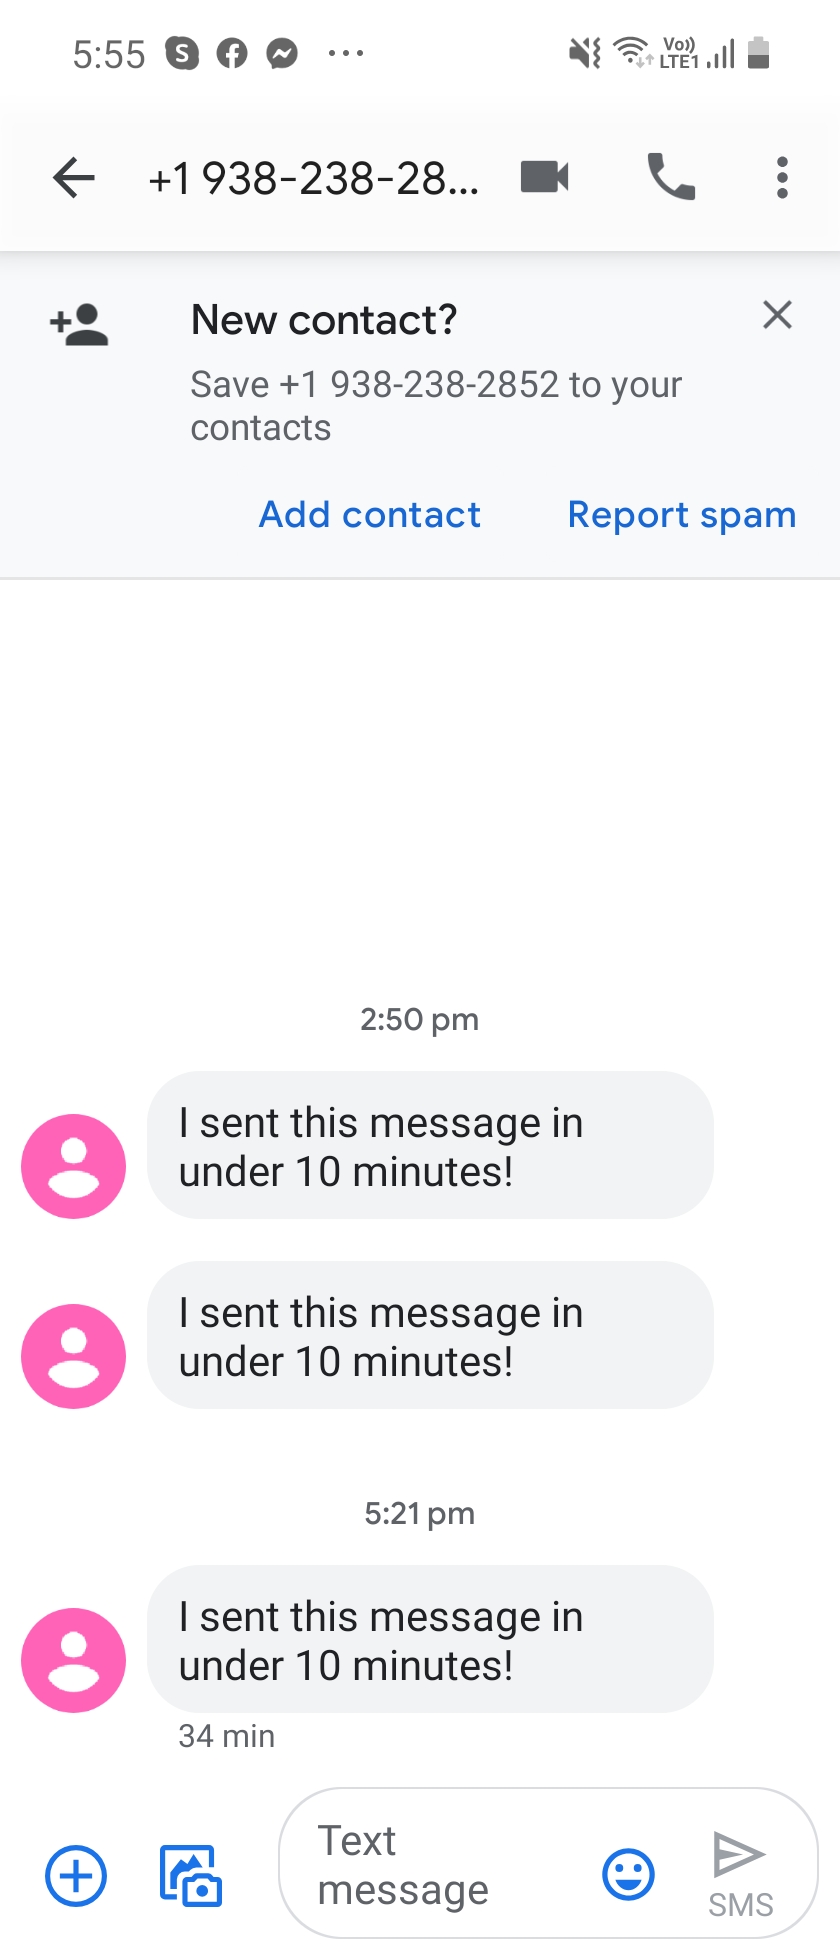 5:55
Vo)) LTE1
+1 938-238-28...
New contact?
Save +1 938-238-2852 to your
contacts
Add contact Report spam
2:50 pm
I sent this message in
under 10 minutes!
I sent this message in
under 10 minutes!
5:21 pm
I sent this message in
under 10 minutes!
34 min
Text
message
SMS